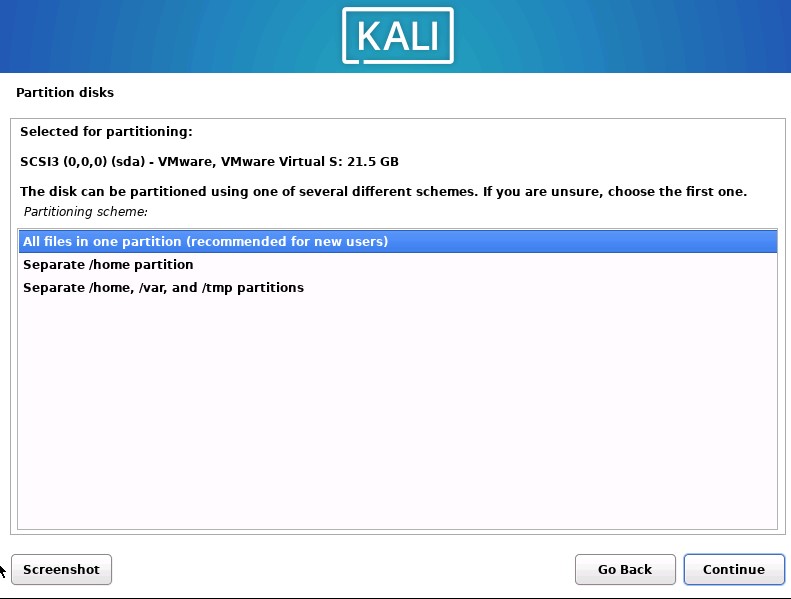 KALI
Partition disks
Selected for partitioning:
SCSI3 (0,0,0) (sda) - VMware, VMware Virtual S: 21.5 GB
The disk can be partitioned using one of several different schemes. If you are unsure, choose the first one.
Partitioning scheme:
All files in one partition (recommended for new users)
Separate /home partition
Separate /home, /var, and /tmp partitions
Screenshot
Go Back
Continue